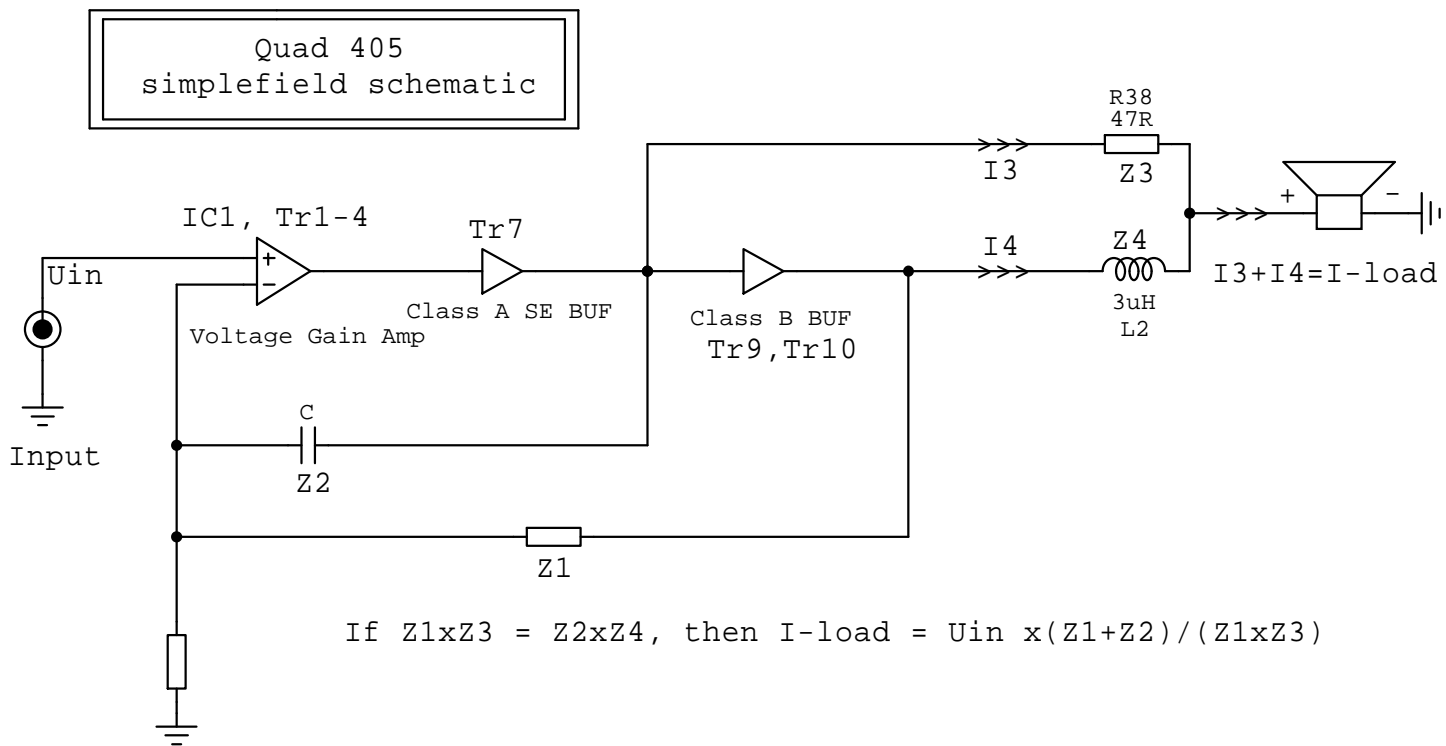 Quad 405
simplefield schematic
R38
47R
I3
Z3
+
-
IC1, Tr1-4
Tr7
I4
Z4
Uin
+
-
I3+I4=I-load
Class A SE BUF
3uH
L2
Voltage Gain Amp
Class B BUF
Tr9,Tr10
Input
C
Z2
Z1
If Z1xZ3 = Z2xZ4, then I-load = Uin x(Z1+Z2)/(Z1xZ3)